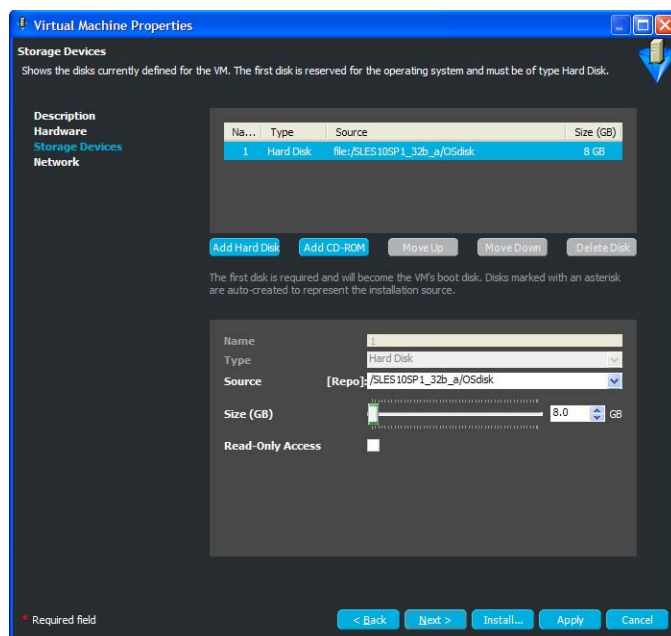 Virtual Machine Properties
Storage Devices
Shows the disks currently defined for the VM. The first disk is reserved for the operating system and must be of type Hard Disk.
Description
Hardware
Storage Devices
Network
Na... Type Source Size (GB)
1 Hard Disk file:/SLES10SP1_32b_a/OSdisk 8 GB
Add Hard Disk Add CD-ROM Move Up Move Down Delete Disk
The first disk is required and will become the VM's boot disk. Disks marked with an asterisk
are auto-created to represent the installation source.
Name 1
Type Hard Disk
Source [Repo]: /SLES10SP1_32b_a/OSdisk
Size (GB) 8.0 GB
Read-Only Access
* Required field < Back Next > Install... Apply Cancel